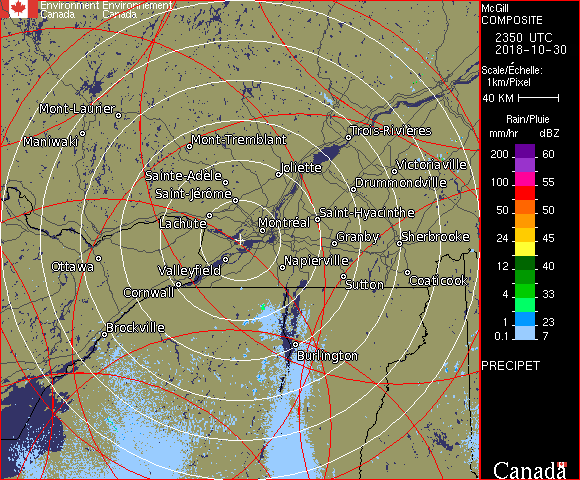 Environment Environnement
Canada Canada
McGill
COMPOSITE
2350 UTC
2018-10-30
Scale/Échelle:
1km/Pixel
40 KM
Rain/Pluie
mm/hr dBZ
200 60
100 55
50 50
24 45
12 40
4 33
1 23
0.1 7
PRECIPET
Mont-Laurier
Maniwaki
Mont-Tremblant
Trois-Rivières
Joliette
Victoriaville
Sainte-Adèle
Drummondville
Saint-Jérôme
Saint-Hyacinthe
Lachute
Montréal
Granby
Sherbrooke
Ottawa
Valleyfield
Napierville
Sutton
Coaticook
Cornwall
Brockville
Burlington
Canada